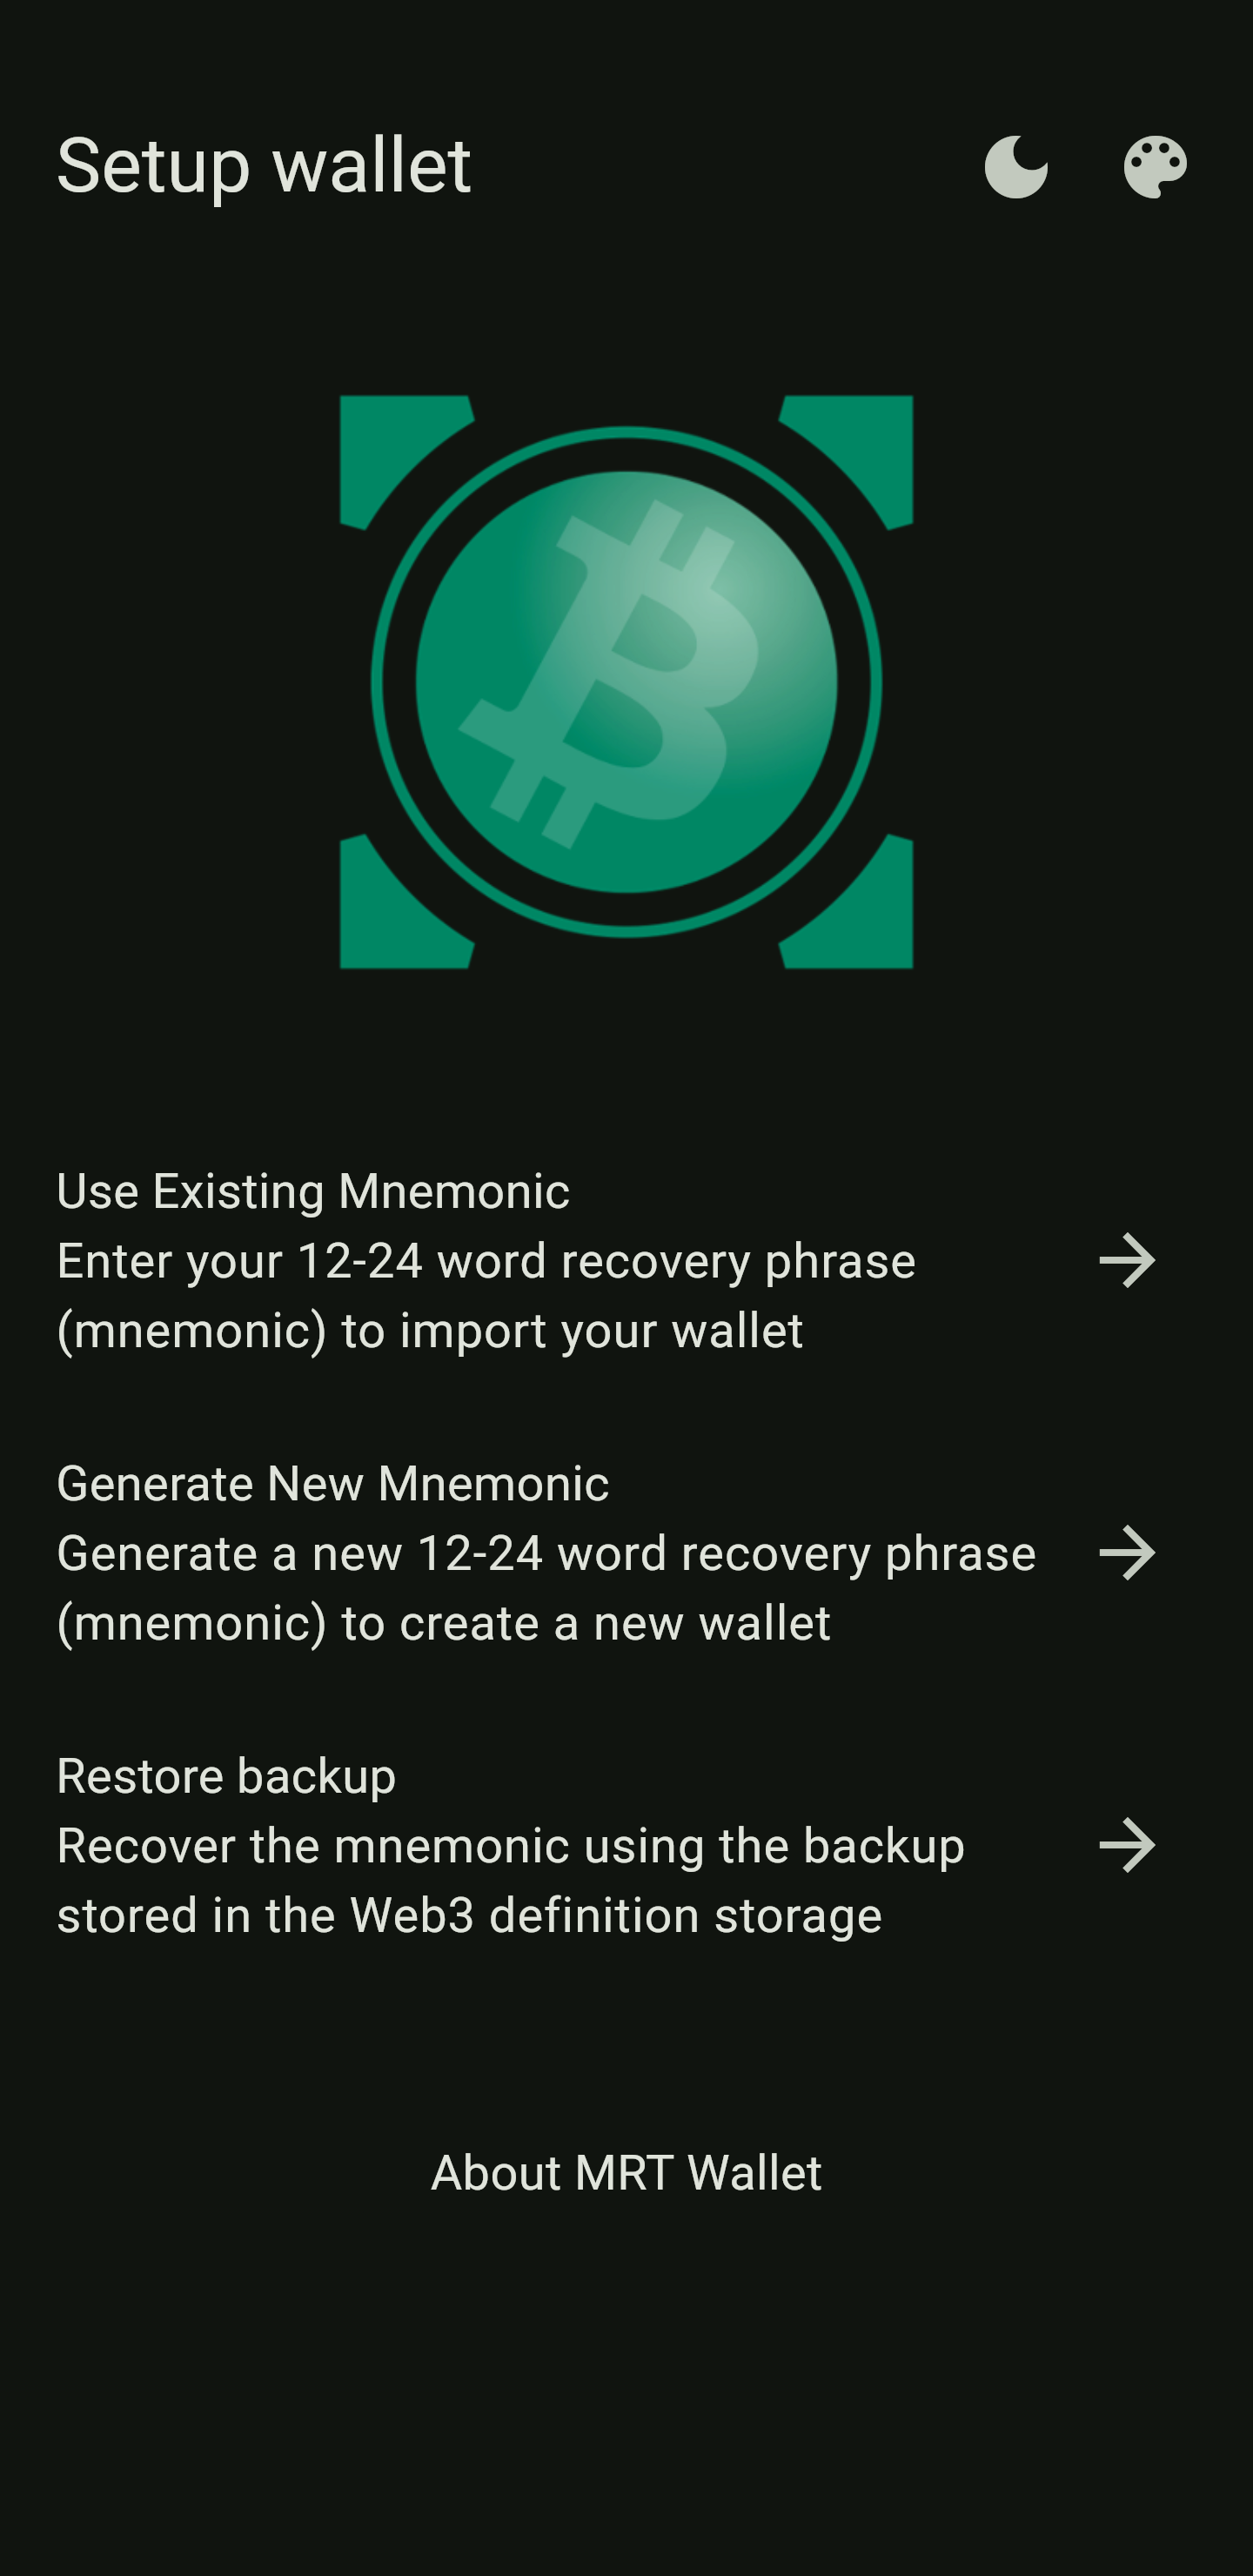 Setup wallet
Use Existing Mnemonic
Enter your 12-24 word recovery phrase
(mnemonic) to import your wallet
Generate New Mnemonic
Generate a new 12-24 word recovery phrase
(mnemonic) to create a new wallet
Restore backup
Recover the mnemonic using the backup
stored in the Web3 definition storage
About MRT Wallet